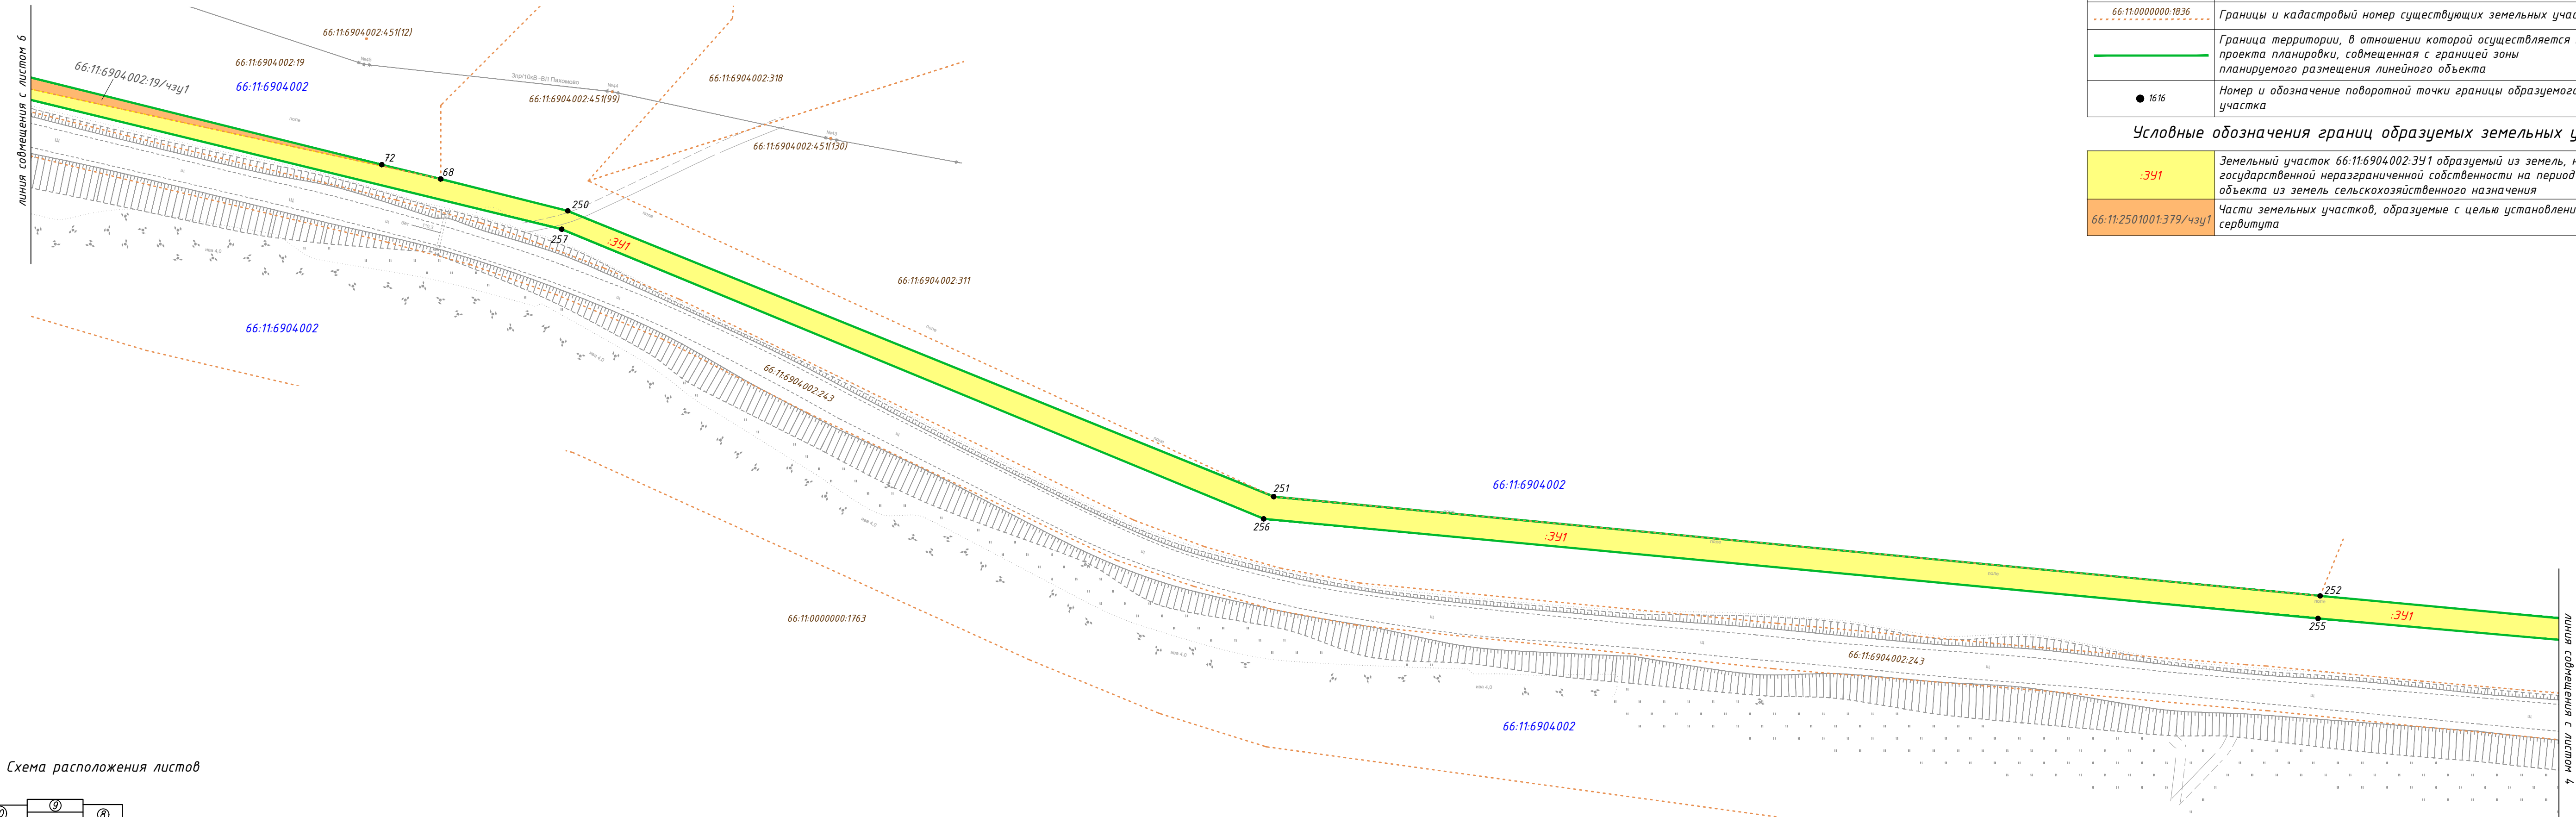 линия совмещения с листом 6
66:11:6904002:451(12)
66:11:6904002:19
66:11:6904002:19/чзу1
66:11:6904002
№45
3пр/10кВ-ВЛ Пахомово
№44
66:11:6904002:451(99)
66:11:6904002:318
№43
66:11:6904002:451(130)
72
68
250
257
:ЗУ1
66:11:6904002:311
66:11:6904002
66:11:6904002:243
251
256
66:11:6904002
:ЗУ1
252
255
:ЗУ1
66:11:0000000:1763
66:11:6904002:243
66:11:6904002
линия совмещения с листом 4
66:11:0000000:1836
Границы и кадастровый номер существующих земельных учас
Граница территории, в отношении которой осуществляется
проекта планировки, совмещенная с границей зоны
планируемого размещения линейного объекта
1616
Номер и обозначение поворотной точки границы образуемого
участка
Условные обозначения границ образуемых земельных у
:ЗУ1
Земельный участок 66:11:6904002:ЗУ1 образуемый из земель, н
государственной неразграниченной собственности на период
объекта из земель сельскохозяйственного назначения
66:11:2501001:379/чзу1
Части земельных участков, образуемые с целью установлени
сервитута
Схема расположения листов
9
8